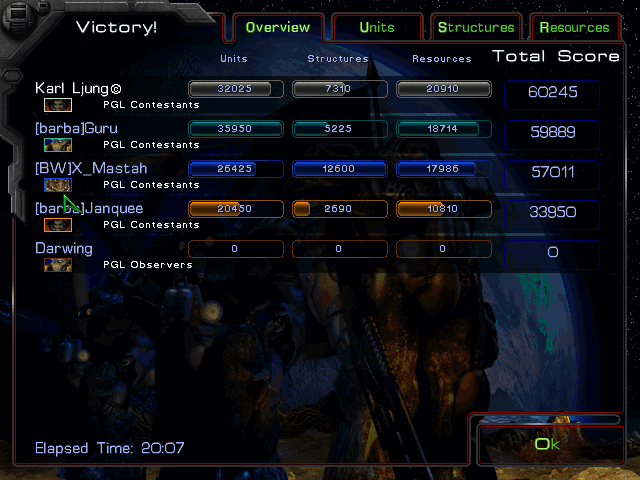 Victory! Overview Units Structures Resources
Units Structures Resources Total Score
Karl Ljung© 32025 7310 20910 60245
PGL Contestants
[barba]Guru 35950 5225 18714 59889
PGL Contestants
[BW]X_Mastah 26425 12600 17986 57011
PGL Contestants
[barba]Janquee 20450 2690 10810 33950
PGL Contestants
Darwing 0 0 0 0
PGL Observers
Elapsed Time: 20:07 Ok